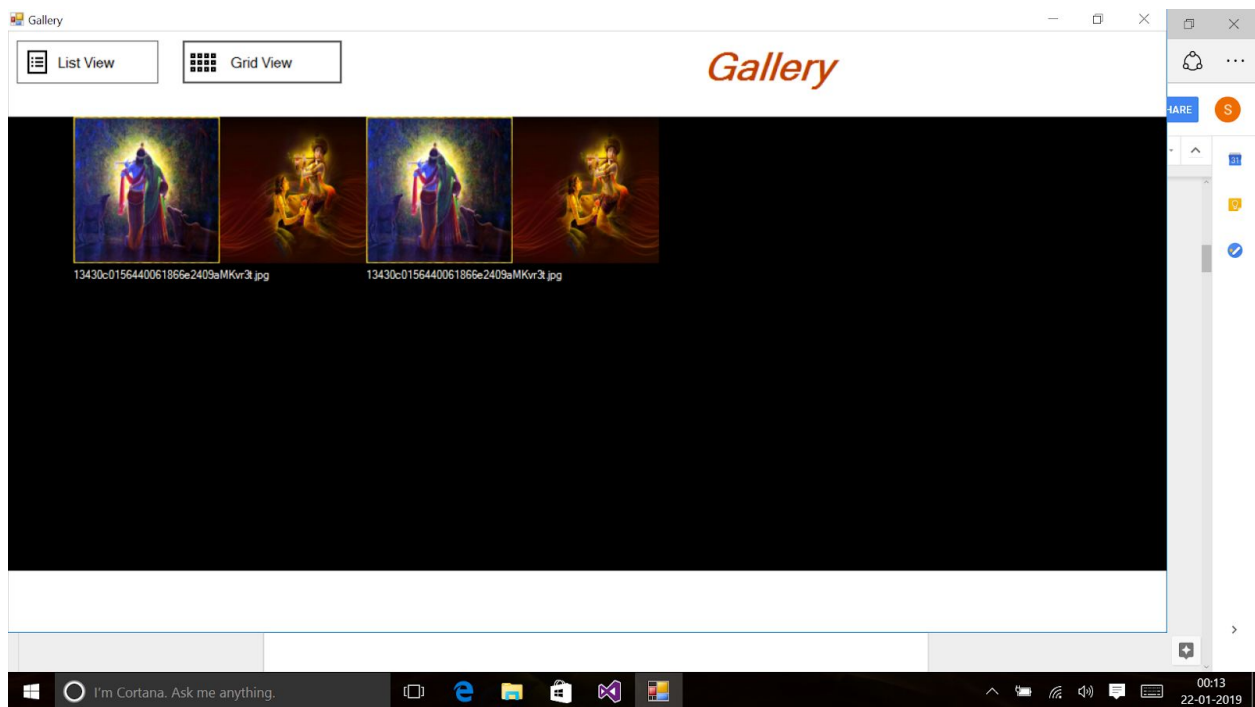 Gallery
List View
Grid View
Gallery
HARE
S
31
13430c0156440061866e2409aMKvr3t.jpg
13430c0156440061866e2409aMKvr3t.jpg
I'm Cortana. Ask me anything.
00:13
22-01-2019